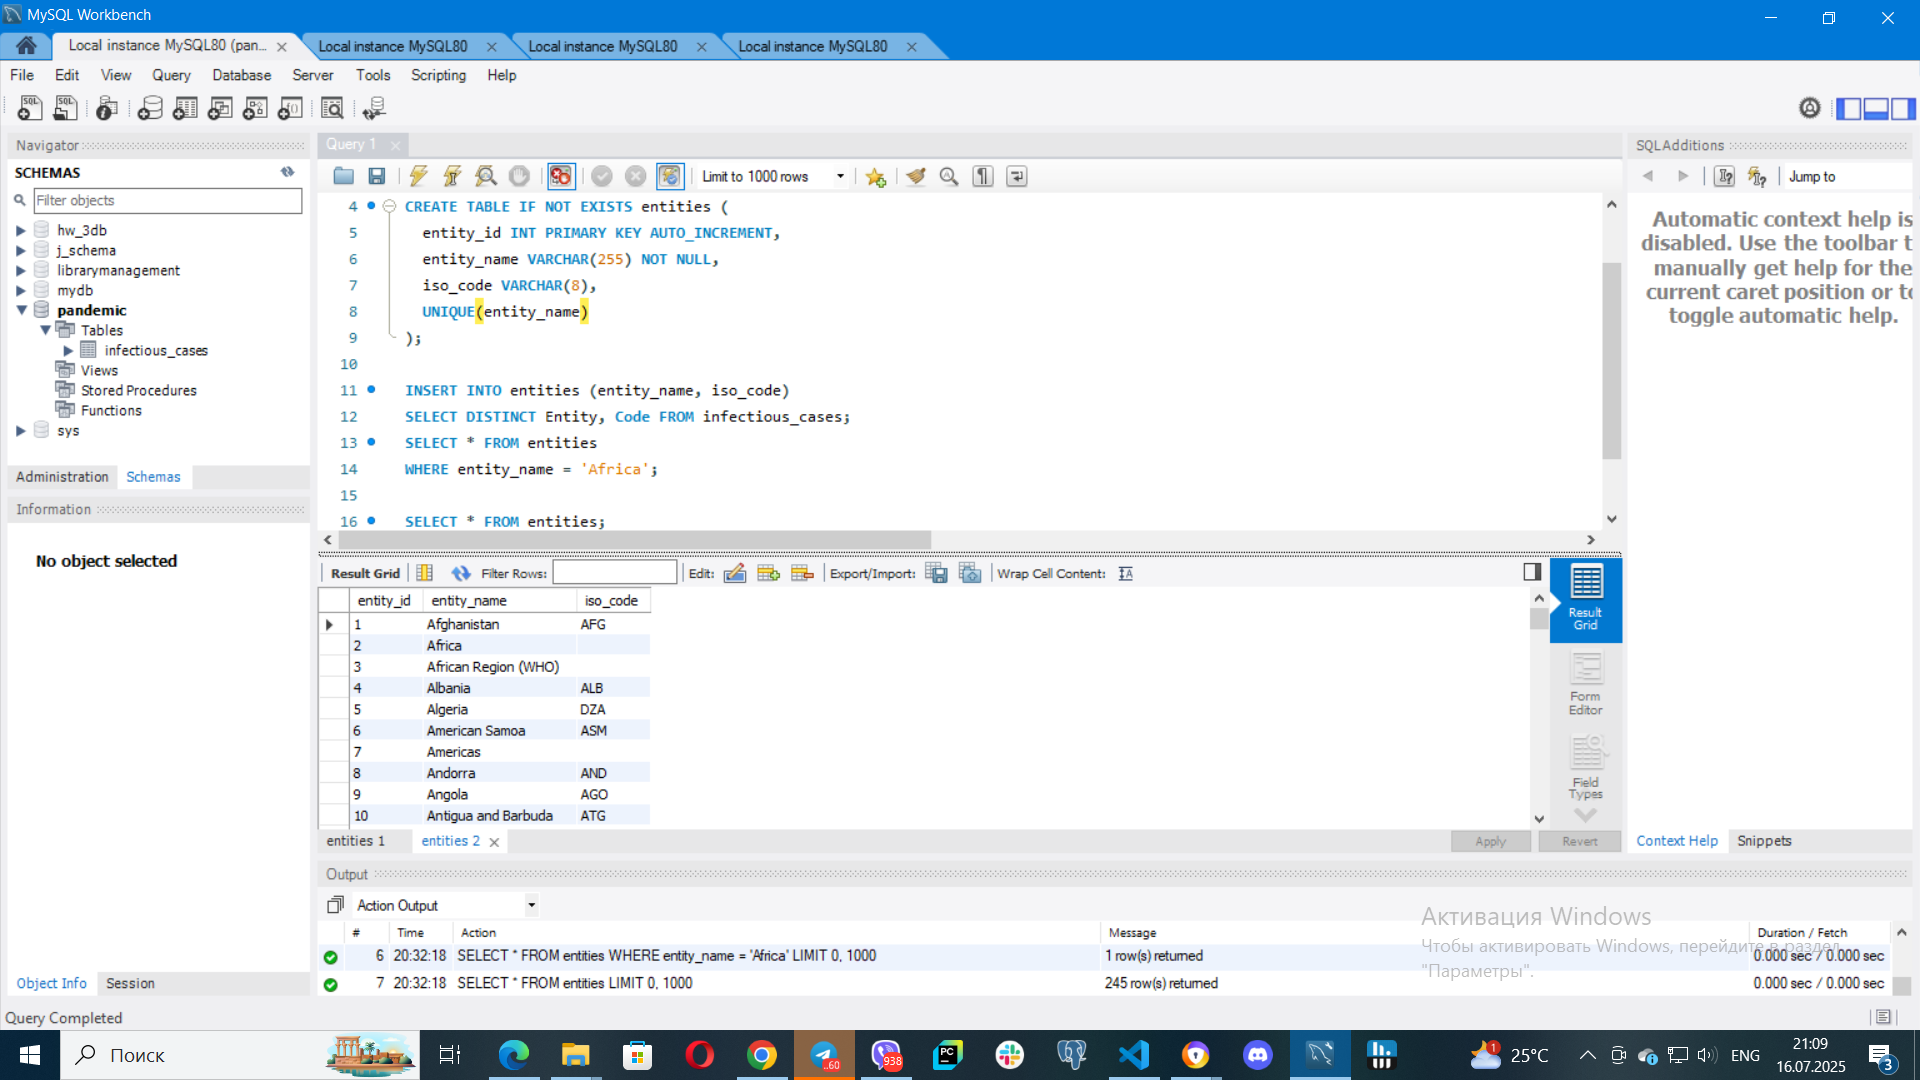 MySQL Workbench
Local instance MySQL80 (pan...
Local instance MySQL80
Local instance MySQL80
Local instance MySQL80
File Edit View Query Database Server Tools Scripting Help
Navigator
SCHEMAS
Filter objects
hw_3db
j_schema
librarymanagement
mydb
pandemic
Tables
infectious_cases
Views
Stored Procedures
Functions
sys
Administration Schemas
Information
No object selected
Object Info Session
Query 1
Limit to 1000 rows
4 CREATE TABLE IF NOT EXISTS entities (
5 entity_id INT PRIMARY KEY AUTO_INCREMENT,
6 entity_name VARCHAR(255) NOT NULL,
7 iso_code VARCHAR(8),
8 UNIQUE(entity_name)
9 );
10
11 INSERT INTO entities (entity_name, iso_code)
12 SELECT DISTINCT Entity, Code FROM infectious_cases;
13 SELECT * FROM entities
14 WHERE entity_name = 'Africa';
15
16 SELECT * FROM entities;
Result Grid Filter Rows: Edit: Export/Import: Wrap Cell Content:
entity_id entity_name iso_code
1 Afghanistan AFG
2 Africa
3 African Region (WHO)
4 Albania ALB
5 Algeria DZA
6 American Samoa ASM
7 Americas
8 Andorra AND
9 Angola AGO
10 Antigua and Barbuda ATG
Result
Grid
Form
Editor
Field
Types
entities 1 entities 2
Apply Revert
SQLAdditions
Jump to
Automatic context help is
disabled. Use the toolbar t
manually get help for the
current caret position or to
toggle automatic help.
Context Help Snippets
Output
Action Output
# Time Action Message Duration / Fetch
6 20:32:18 SELECT * FROM entities WHERE entity_name = 'Africa' LIMIT 0, 1000 1 row(s) returned 0.000 sec / 0.000 sec
7 20:32:18 SELECT * FROM entities LIMIT 0, 1000 245 row(s) returned 0.000 sec / 0.000 sec
Активация Windows
Чтобы активировать Windows, перейдите в раздел
"Параметры".
Query Completed
Поиск
..60
938
PC
1
25°C
ENG
21:09
16.07.2025
3